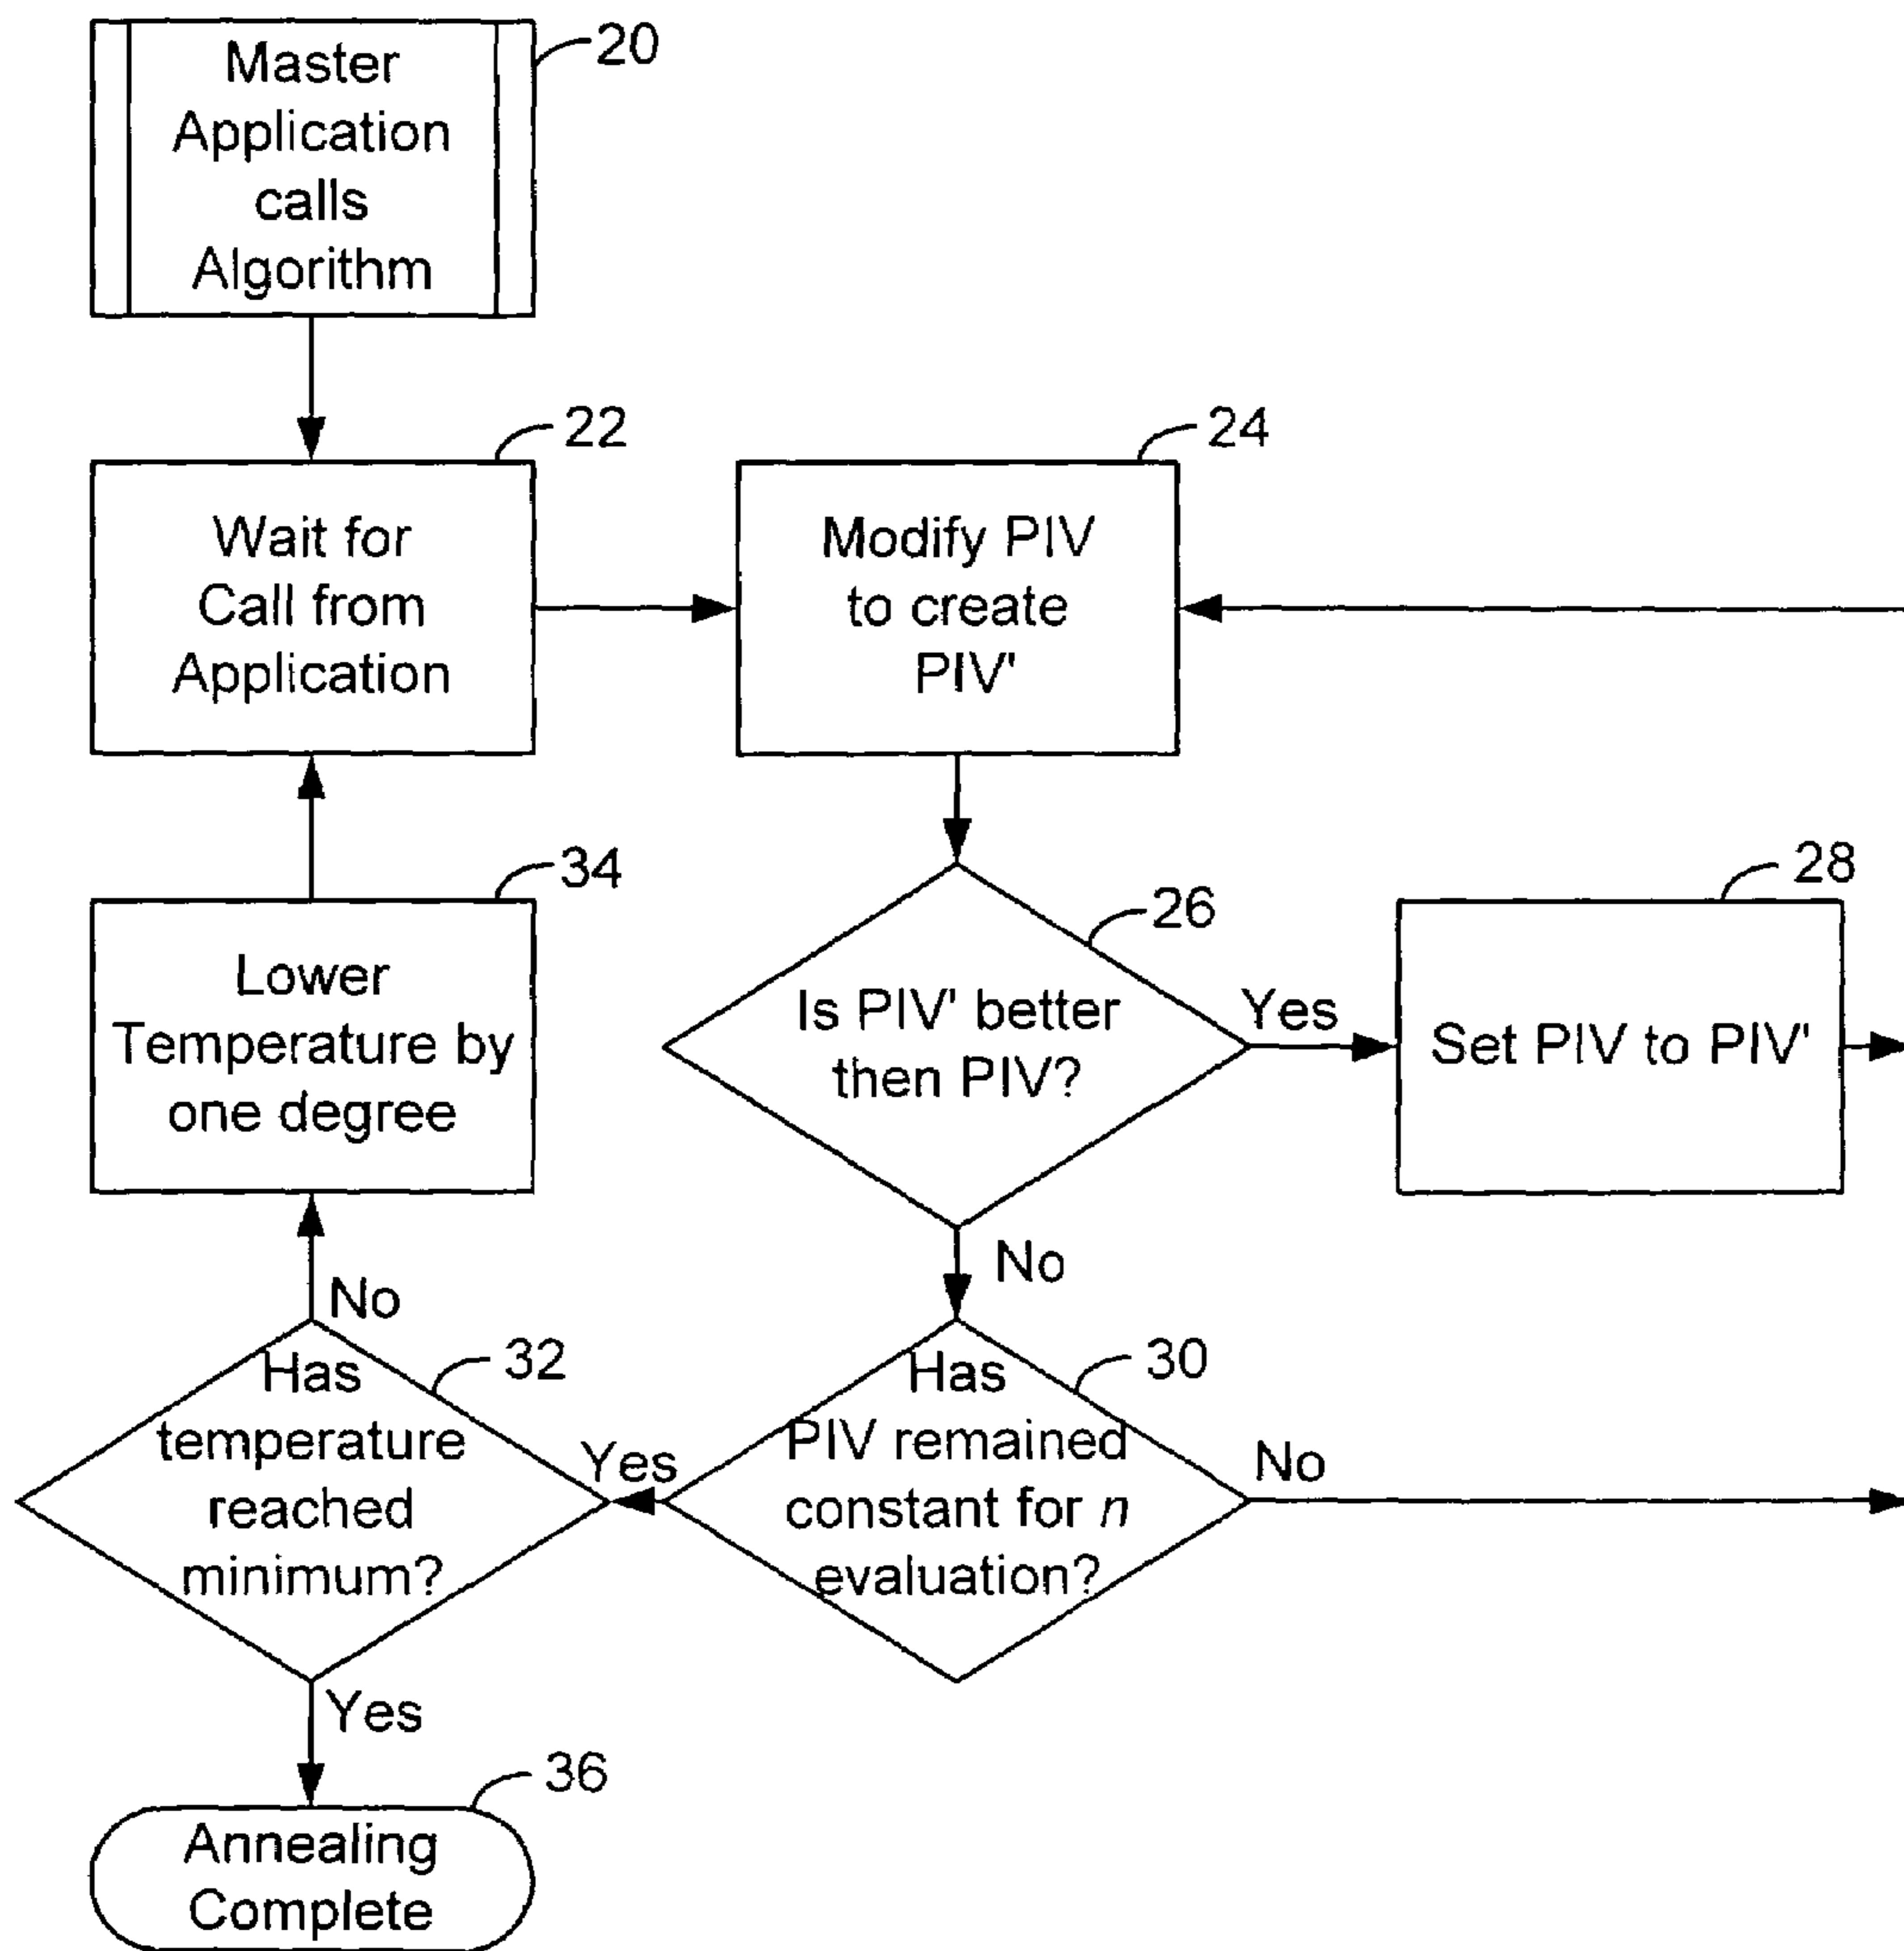 Master
Application
calls
Algorithm
20
Wait for
Call from
Application
22
Modify PIV
to create
PIV'
24
Lower
Temperature by
one degree
34
Is PIV' better
then PIV?
26
Yes
Set PIV to PIV'
28
No
No
Has
temperature
reached
minimum?
32
Yes
Has
PIV remained
constant for n
evaluation?
30
No
Yes
Annealing
Complete
36